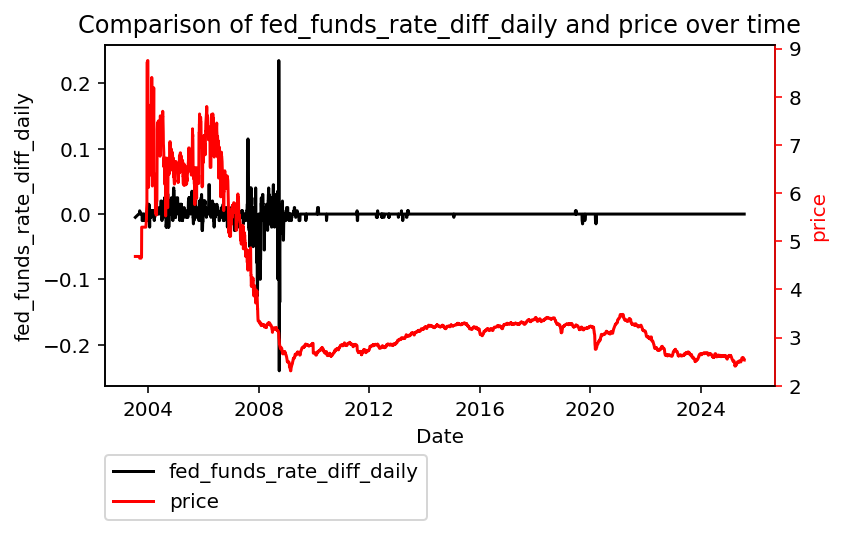 Comparison of fed_funds_rate_diff_daily and price over time
fed_funds_rate_diff_daily
0.2
0.1
0.0
−0.1
−0.2
9
8
7
6
5
4
3
2
price
2004 2008 2012 2016 2020 2024
Date
fed_funds_rate_diff_daily
price